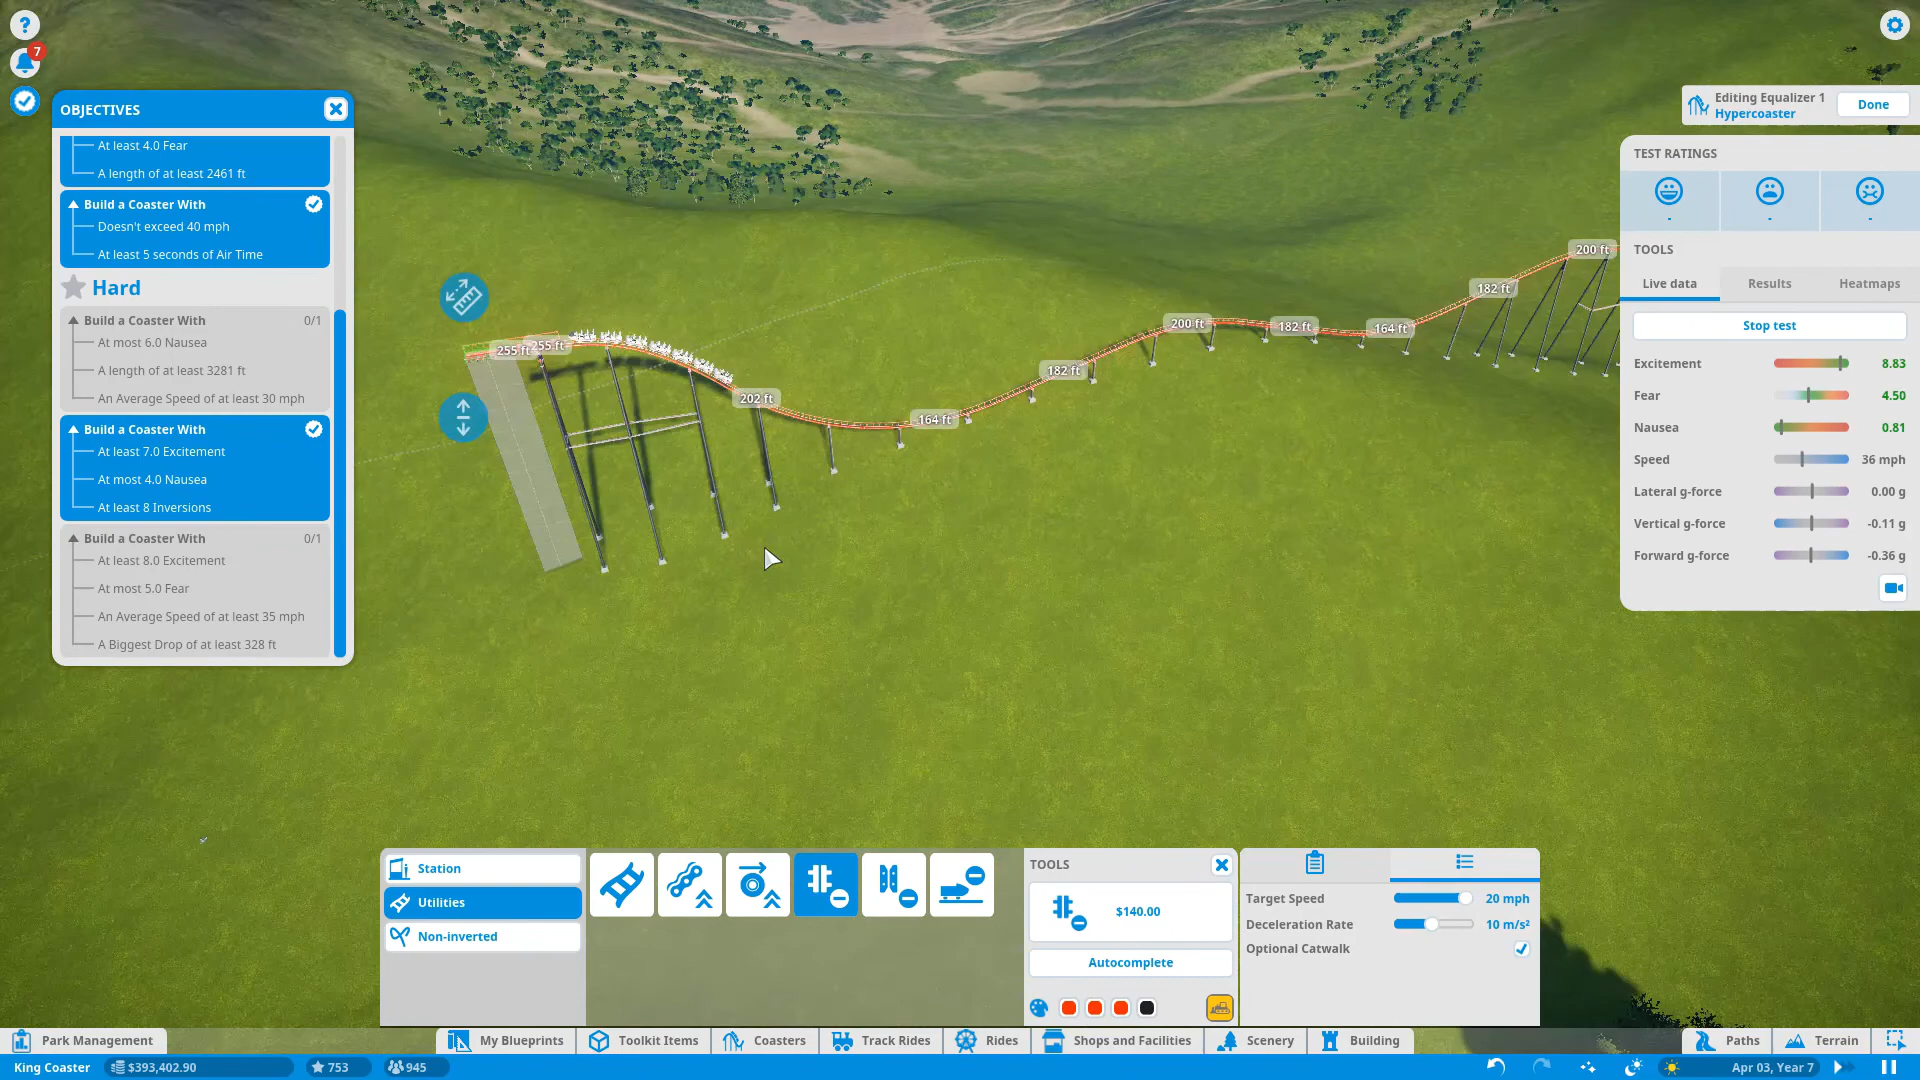 ?
7
OBJECTIVES
At least 4.0 Fear
A length of at least 2461 ft
Build a Coaster With
Doesn't exceed 40 mph
At least 5 seconds of Air Time
Hard
Build a Coaster With 0/1
At most 6.0 Nausea
A length of at least 3281 ft
An Average Speed of at least 30 mph
Build a Coaster With
At least 7.0 Excitement
At most 4.0 Nausea
At least 8 Inversions
Build a Coaster With 0/1
At least 8.0 Excitement
At most 5.0 Fear
An Average Speed of at least 35 mph
A Biggest Drop of at least 328 ft
255 ft
255 ft
202 ft
164 ft
182 ft
200 ft
182 ft
164 ft
182 ft
200 ft
Editing Equalizer 1
Hypercoaster
Done
TEST RATINGS
- - -
TOOLS
Live data Results Heatmaps
Stop test
Excitement 8.83
Fear 4.50
Nausea 0.81
Speed 36 mph
Lateral g-force 0.00 g
Vertical g-force -0.11 g
Forward g-force -0.36 g
Station
Utilities
Non-inverted
TOOLS
$140.00
Autocomplete
Target Speed 20 mph
Deceleration Rate 10 m/s²
Optional Catwalk
Park Management My Blueprints Toolkit Items Coasters Track Rides Rides Shops and Facilities Scenery Building Paths Terrain
King Coaster $393,402.90 753 945 Apr 03, Year 7